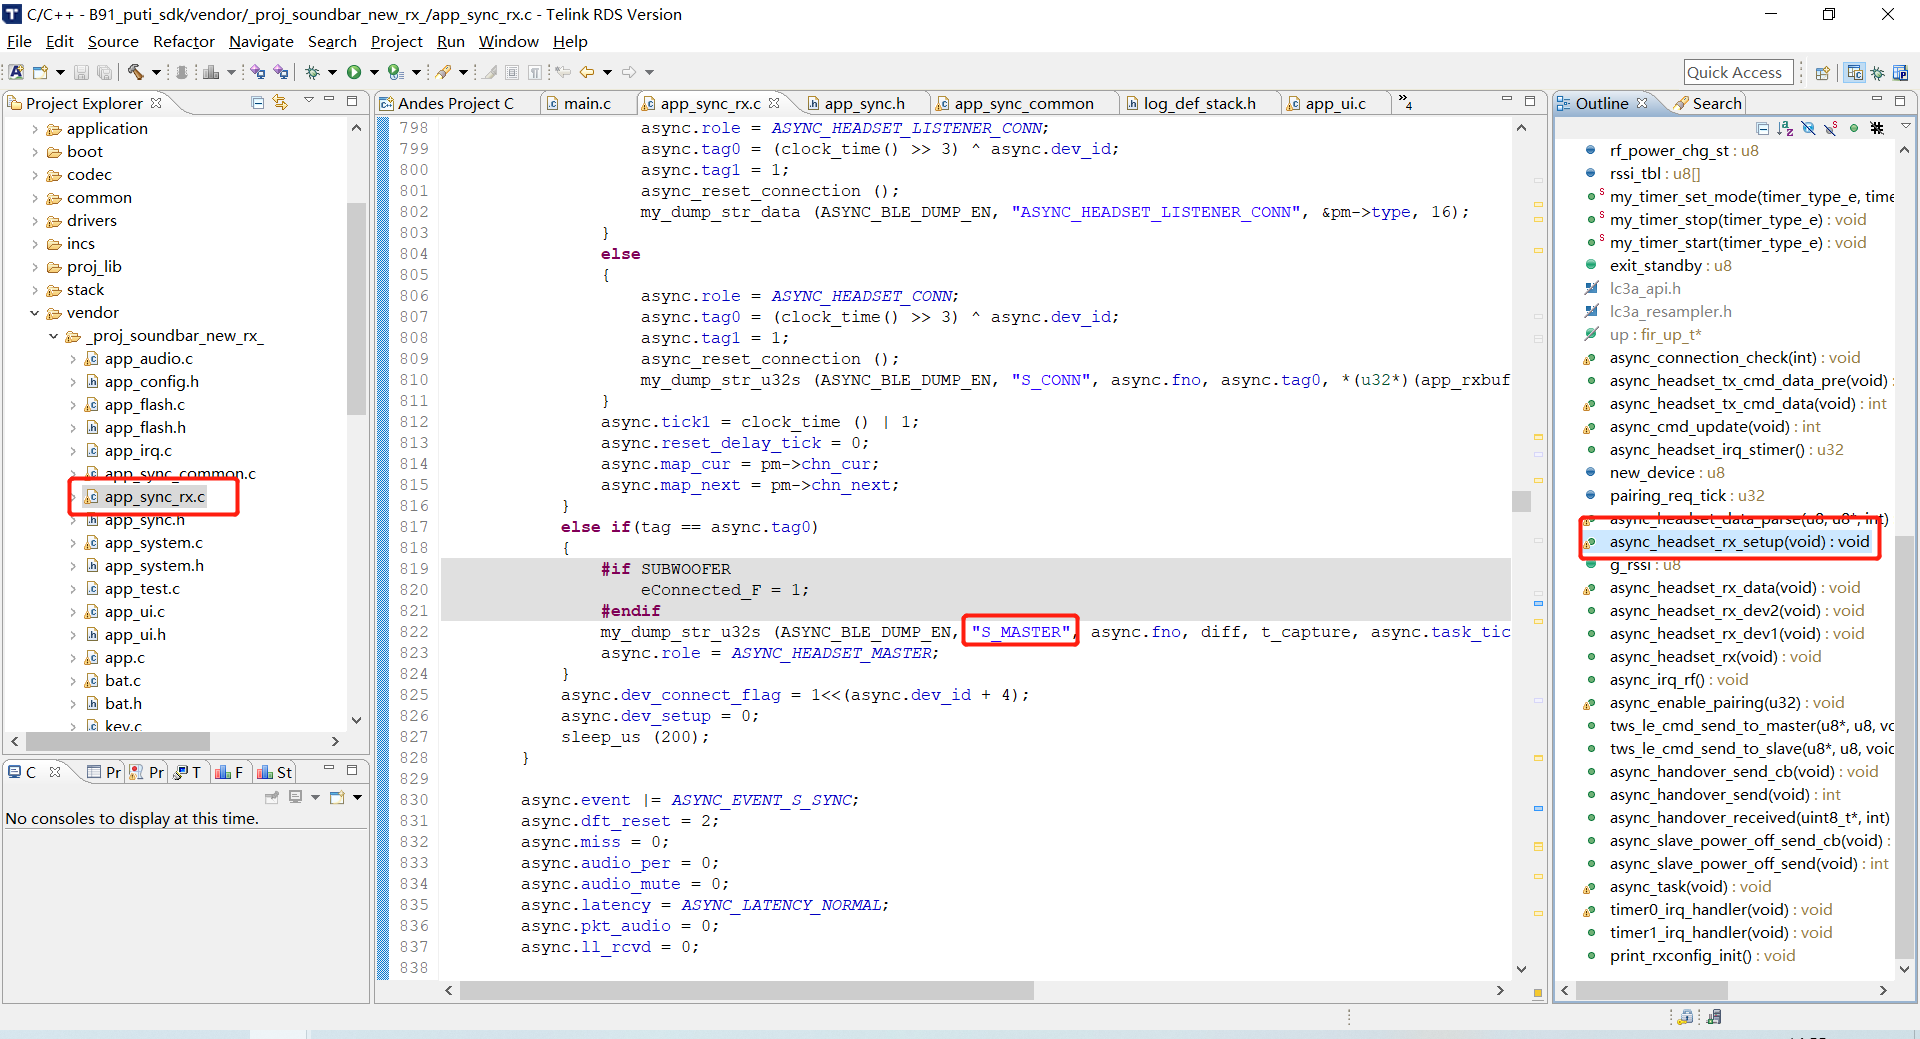 C/C++ - B91_puti_sdk/vendor/_proj_soundbar_new_rx_/app_sync_rx.c - Telink RDS Version
File Edit Source Refactor Navigate Search Project Run Window Help
Quick Access
Project Explorer
application
boot
codec
common
drivers
incs
proj_lib
stack
vendor
_proj_soundbar_new_rx_
app_audio.c
app_config.h
app_flash.c
app_flash.h
app_irq.c
app_sync_common.c
app_sync_rx.c
app_sync.h
app_system.c
app_system.h
app_test.c
app_ui.c
app_ui.h
app.c
bat.c
bat.h
key.c
C Pr Pr T F St
No consoles to display at this time.
Andes Project C main.c app_sync_rx.c app_sync.h app_sync_common log_def_stack.h app_ui.c »4
798 async.role = ASYNC_HEADSET_LISTENER_CONN;
799 async.tag0 = (clock_time() >> 3) ^ async.dev_id;
800 async.tag1 = 1;
801 async_reset_connection ();
802 my_dump_str_data (ASYNC_BLE_DUMP_EN, "ASYNC_HEADSET_LISTENER_CONN", &pm->type, 16);
803 }
804 else
805 {
806 async.role = ASYNC_HEADSET_CONN;
807 async.tag0 = (clock_time() >> 3) ^ async.dev_id;
808 async.tag1 = 1;
809 async_reset_connection ();
810 my_dump_str_u32s (ASYNC_BLE_DUMP_EN, "S_CONN", async.fno, async.tag0, *(u32*)(app_rxbuf
811 }
812 async.tick1 = clock_time () | 1;
813 async.reset_delay_tick = 0;
814 async.map_cur = pm->chn_cur;
815 async.map_next = pm->chn_next;
816 }
817 else if(tag == async.tag0)
818 {
819 #if SUBWOOFER
820 eConnected_F = 1;
821 #endif
822 my_dump_str_u32s (ASYNC_BLE_DUMP_EN, "S_MASTER", async.fno, diff, t_capture, async.task_tic
823 async.role = ASYNC_HEADSET_MASTER;
824 }
825 async.dev_connect_flag = 1<<(async.dev_id + 4);
826 async.dev_setup = 0;
827 sleep_us (200);
828 }
829
830 async.event |= ASYNC_EVENT_S_SYNC;
831 async.dft_reset = 2;
832 async.miss = 0;
833 async.audio_per = 0;
834 async.audio_mute = 0;
835 async.latency = ASYNC_LATENCY_NORMAL;
836 async.pkt_audio = 0;
837 async.ll_rcvd = 0;
838
Outline Search
rf_power_chg_st : u8
rssi_tbl : u8[]
my_timer_set_mode(timer_type_e, time
my_timer_stop(timer_type_e) : void
my_timer_start(timer_type_e) : void
exit_standby : u8
lc3a_api.h
lc3a_resampler.h
up : fir_up_t*
async_connection_check(int) : void
async_headset_tx_cmd_data_pre(void) :
async_headset_tx_cmd_data(void) : int
async_cmd_update(void) : int
async_headset_irq_stimer() : u32
new_device : u8
pairing_req_tick : u32
async_headset_data_parse(u8, u8*, int)
async_headset_rx_setup(void) : void
g_rssi : u8
async_headset_rx_data(void) : void
async_headset_rx_dev2(void) : void
async_headset_rx_dev1(void) : void
async_headset_rx(void) : void
async_irq_rf() : void
async_enable_pairing(u32) : void
tws_le_cmd_send_to_master(u8*, u8, vo
tws_le_cmd_send_to_slave(u8*, u8, voic
async_handover_send_cb(void) : void
async_handover_send(void) : int
async_handover_received(uint8_t*, int)
async_slave_power_off_send_cb(void) :
async_slave_power_off_send(void) : int
async_task(void) : void
timer0_irq_handler(void) : void
timer1_irq_handler(void) : void
print_rxconfig_init() : void